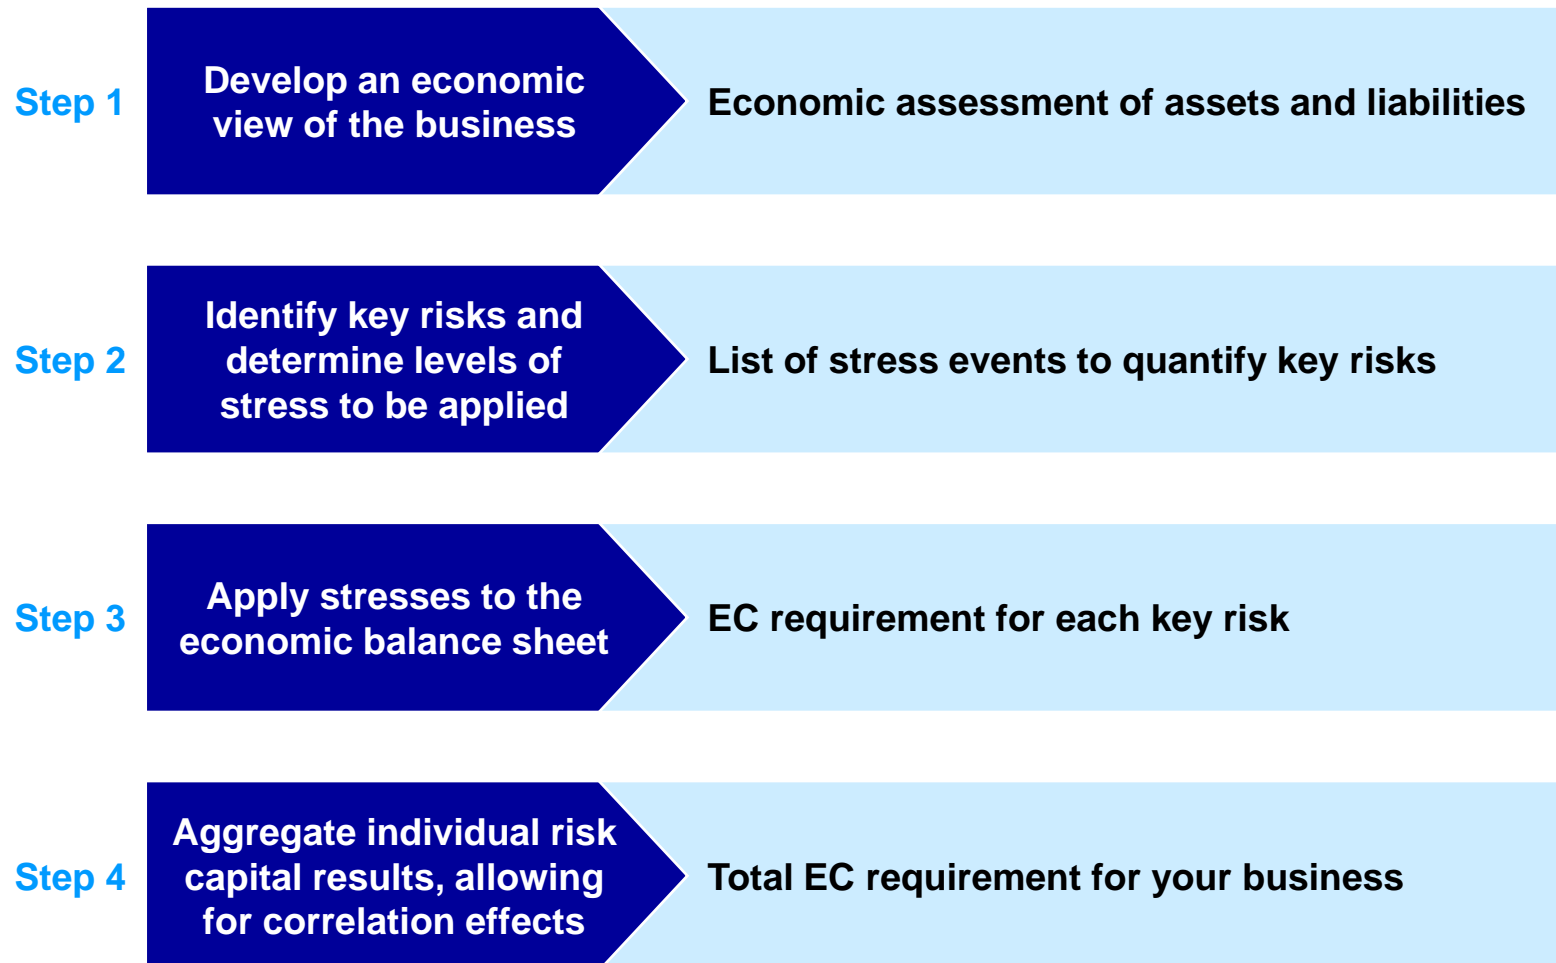 Step 1
Develop an economic
view of the business
Economic assessment of assets and liabilities
Step 2
Identify key risks and
determine levels of
stress to be applied
List of stress events to quantify key risks
Step 3
Apply stresses to the
economic balance sheet
EC requirement for each key risk
Step 4
Aggregate individual risk
capital results, allowing
for correlation effects
Total EC requirement for your business